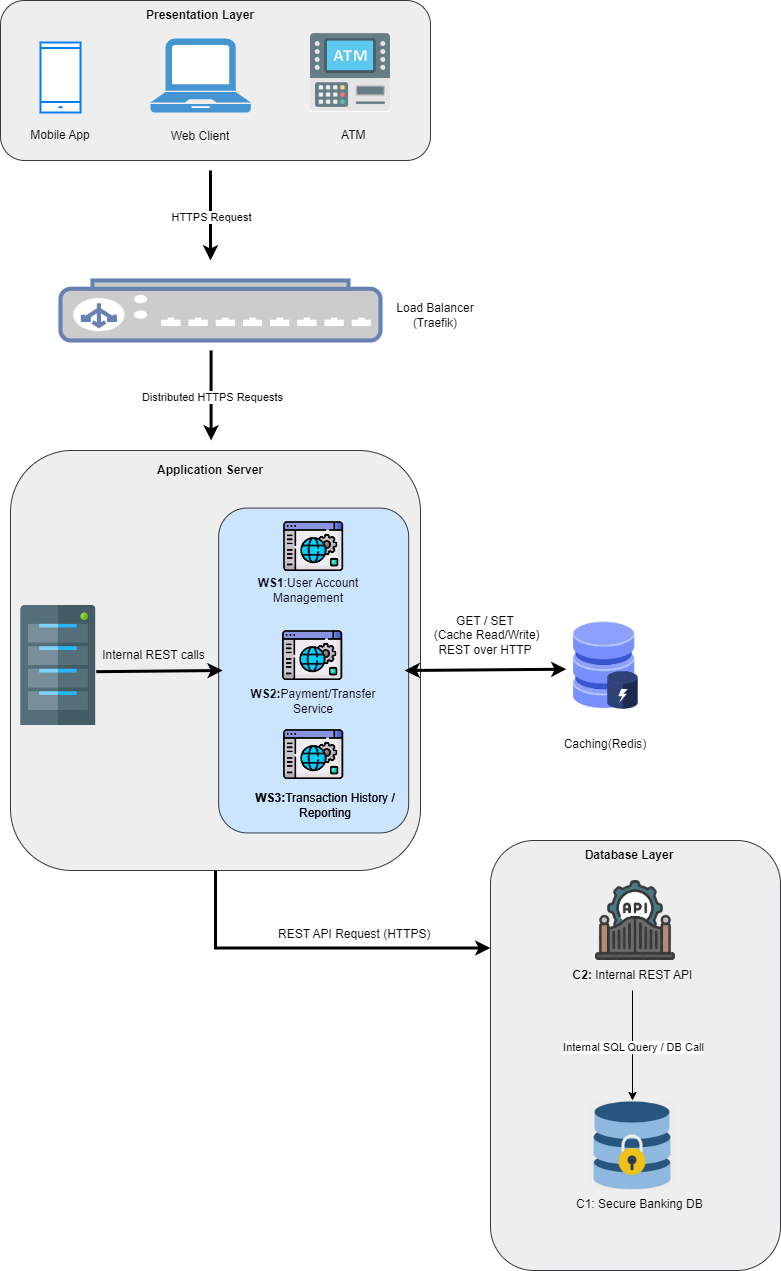 Presentation Layer
ATM
Mobile App
Web Client
ATM
HTTPS Request
Load Balancer
(Traefik)
Distributed HTTPS Requests
Application Server
WS1:User Account
Management
Internal REST calls
WS2:Payment/Transfer
Service
WS3:Transaction History /
Reporting
GET / SET
(Cache Read/Write)
REST over HTTP
Caching(Redis)
Database Layer
API
REST API Request (HTTPS)
C2: Internal REST API
Internal SQL Query / DB Call
C1: Secure Banking DB